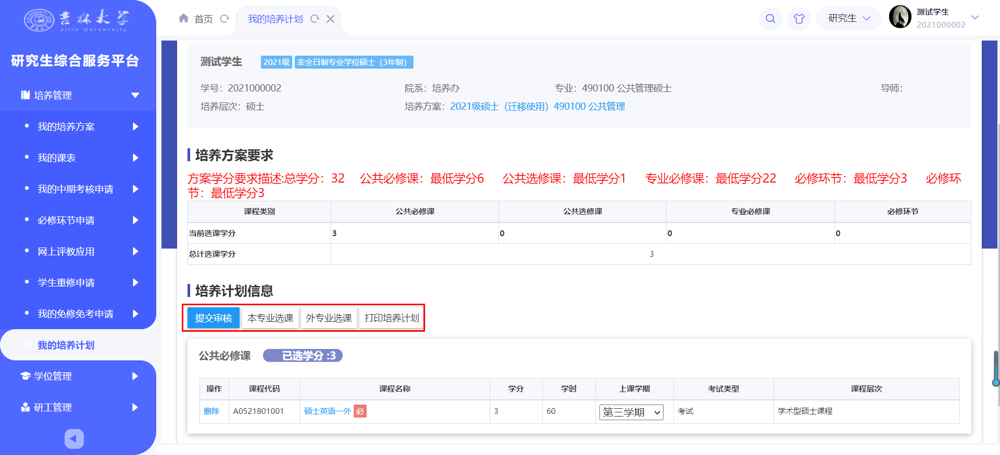 吉林大学
Jilin University
研究生综合服务平台
培养管理
我的培养方案
我的课表
我的中期考核申请
必修环节申请
网上评教应用
学生重修申请
我的免修免考申请
我的培养计划
学位管理
研工管理
首页
我的培养计划
研究生
测试学生
2021000002
测试学生 2021级 非全日制专业学位硕士（3年制）
学号：2021000002 院系：培养办 专业：490100 公共管理硕士 导师：
培养层次：硕士 培养方案：2021级硕士（迁移使用）490100 公共管理
培养方案要求
方案学分要求描述:总学分：32 公共必修课：最低学分6 公共选修课：最低学分1 专业必修课：最低学分22 必修环节：最低学分3 必修环
节：最低学分3
课程类别 公共必修课 公共选修课 专业必修课 必修环节
当前选课学分 3 0 0 0
总计选课学分 3
培养计划信息
提交审核 本专业选课 外专业选课 打印培养计划
公共必修课 已选学分 :3
操作 课程代码 课程名称 学分 学时 上课学期 考试类型 课程层次
删除 A0521801001 硕士英语一外 必 3 60 第三学期 考试 学术型硕士课程